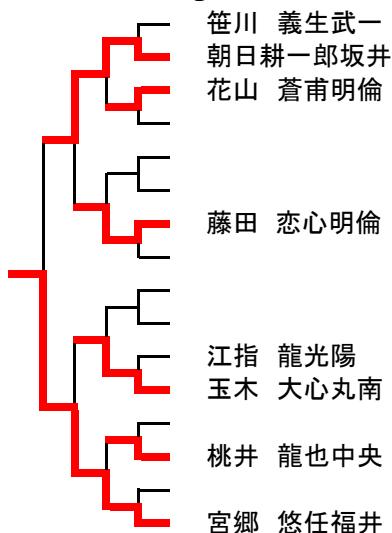 笹川 義生武一
朝日耕一郎坂井
花山 蒼甫明倫
藤田 恋心明倫
江指 龍光陽
玉木 大心丸南
桃井 龍也中央
宮郷 悠任福井